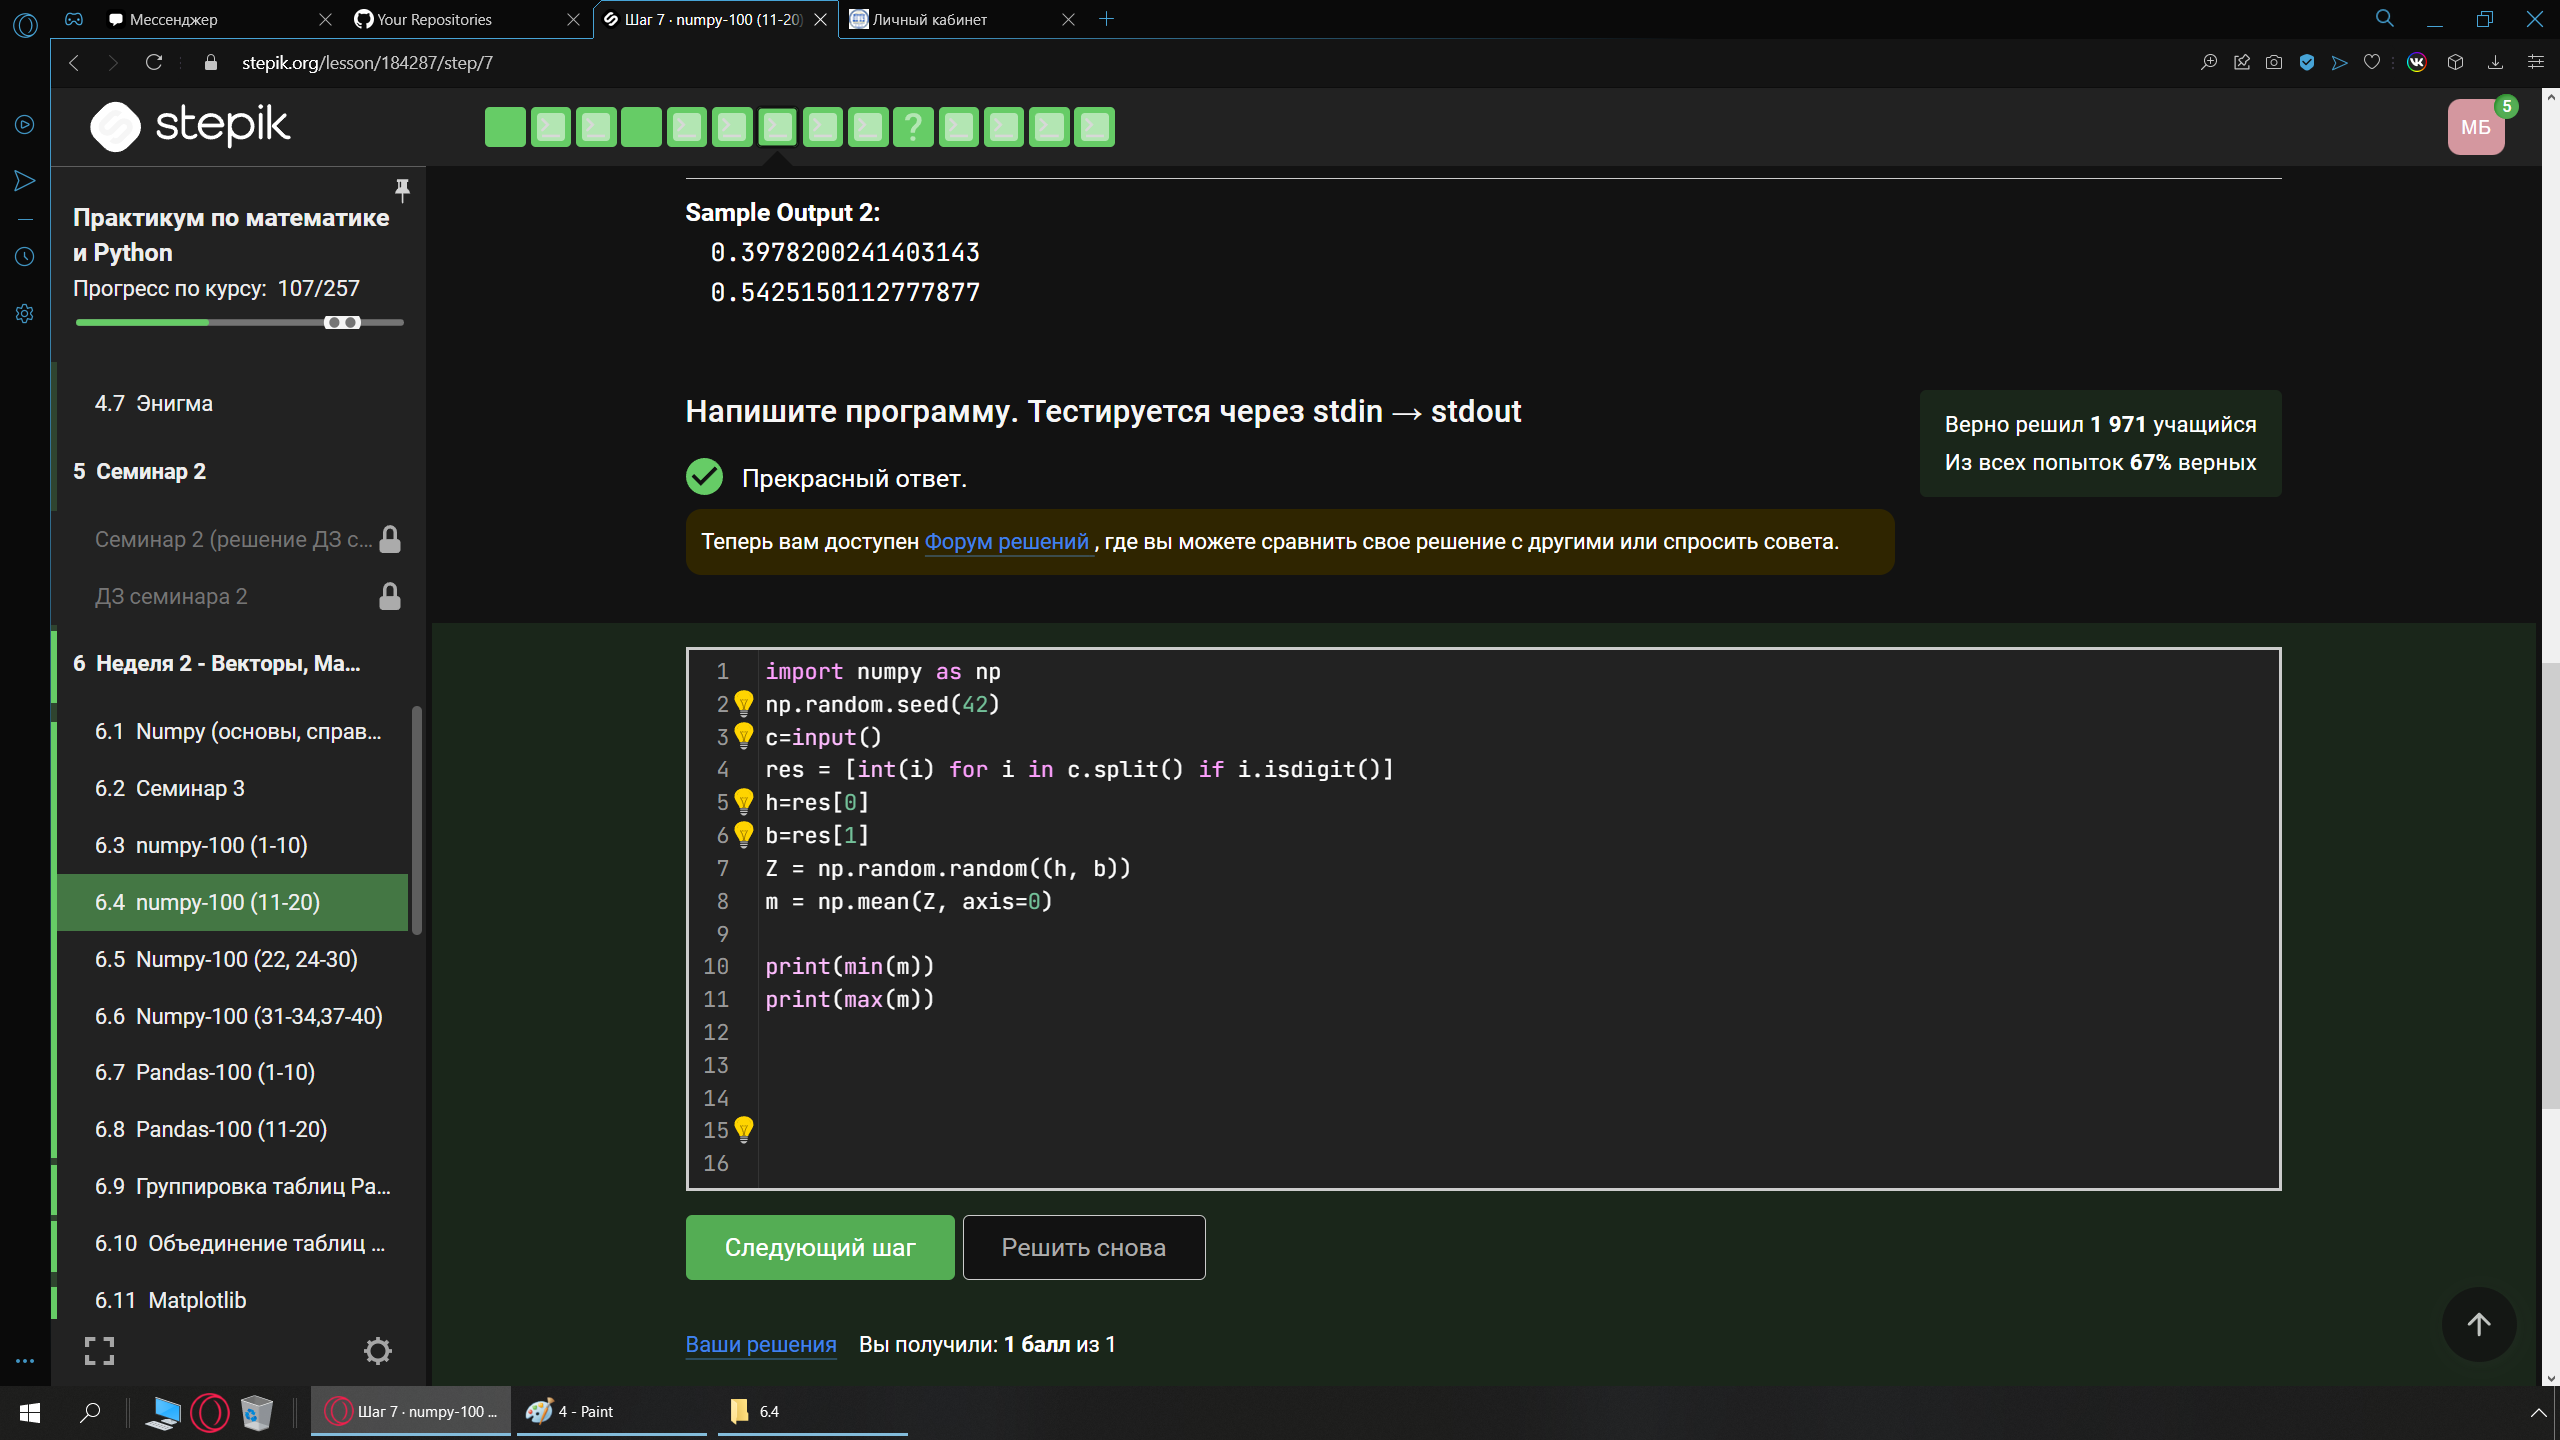 Мессенджер
Your Repositories
Шаг 7 · numpy-100 (11-20)
Личный кабинет
stepik.org/lesson/184287/step/7
stepik
?
МБ
5
Практикум по математике
и Python
Прогресс по курсу: 107/257
4.7 Энигма
5 Семинар 2
Семинар 2 (решение ДЗ с...
ДЗ семинара 2
6 Неделя 2 - Векторы, Ма...
6.1 Numpy (основы, справ...
6.2 Семинар 3
6.3 numpy-100 (1-10)
6.4 numpy-100 (11-20)
6.5 Numpy-100 (22, 24-30)
6.6 Numpy-100 (31-34,37-40)
6.7 Pandas-100 (1-10)
6.8 Pandas-100 (11-20)
6.9 Группировка таблиц Pa...
6.10 Объединение таблиц ...
6.11 Matplotlib
Sample Output 2:
0.3978200241403143
0.5425150112777877
Напишите программу. Тестируется через stdin → stdout
Прекрасный ответ.
Теперь вам доступен Форум решений , где вы можете сравнить свое решение с другими или спросить совета.
Верно решил 1 971 учащийся
Из всех попыток 67% верных
1 import numpy as np
2 np.random.seed(42)
3 c=input()
4 res = [int(i) for i in c.split() if i.isdigit()]
5 h=res[0]
6 b=res[1]
7 Z = np.random.random((h, b))
8 m = np.mean(Z, axis=0)
9
10 print(min(m))
11 print(max(m))
12
13
14
15
16
Следующий шаг
Решить снова
Ваши решения Вы получили: 1 балл из 1
Шаг 7 · numpy-100 ...
4 - Paint
6.4